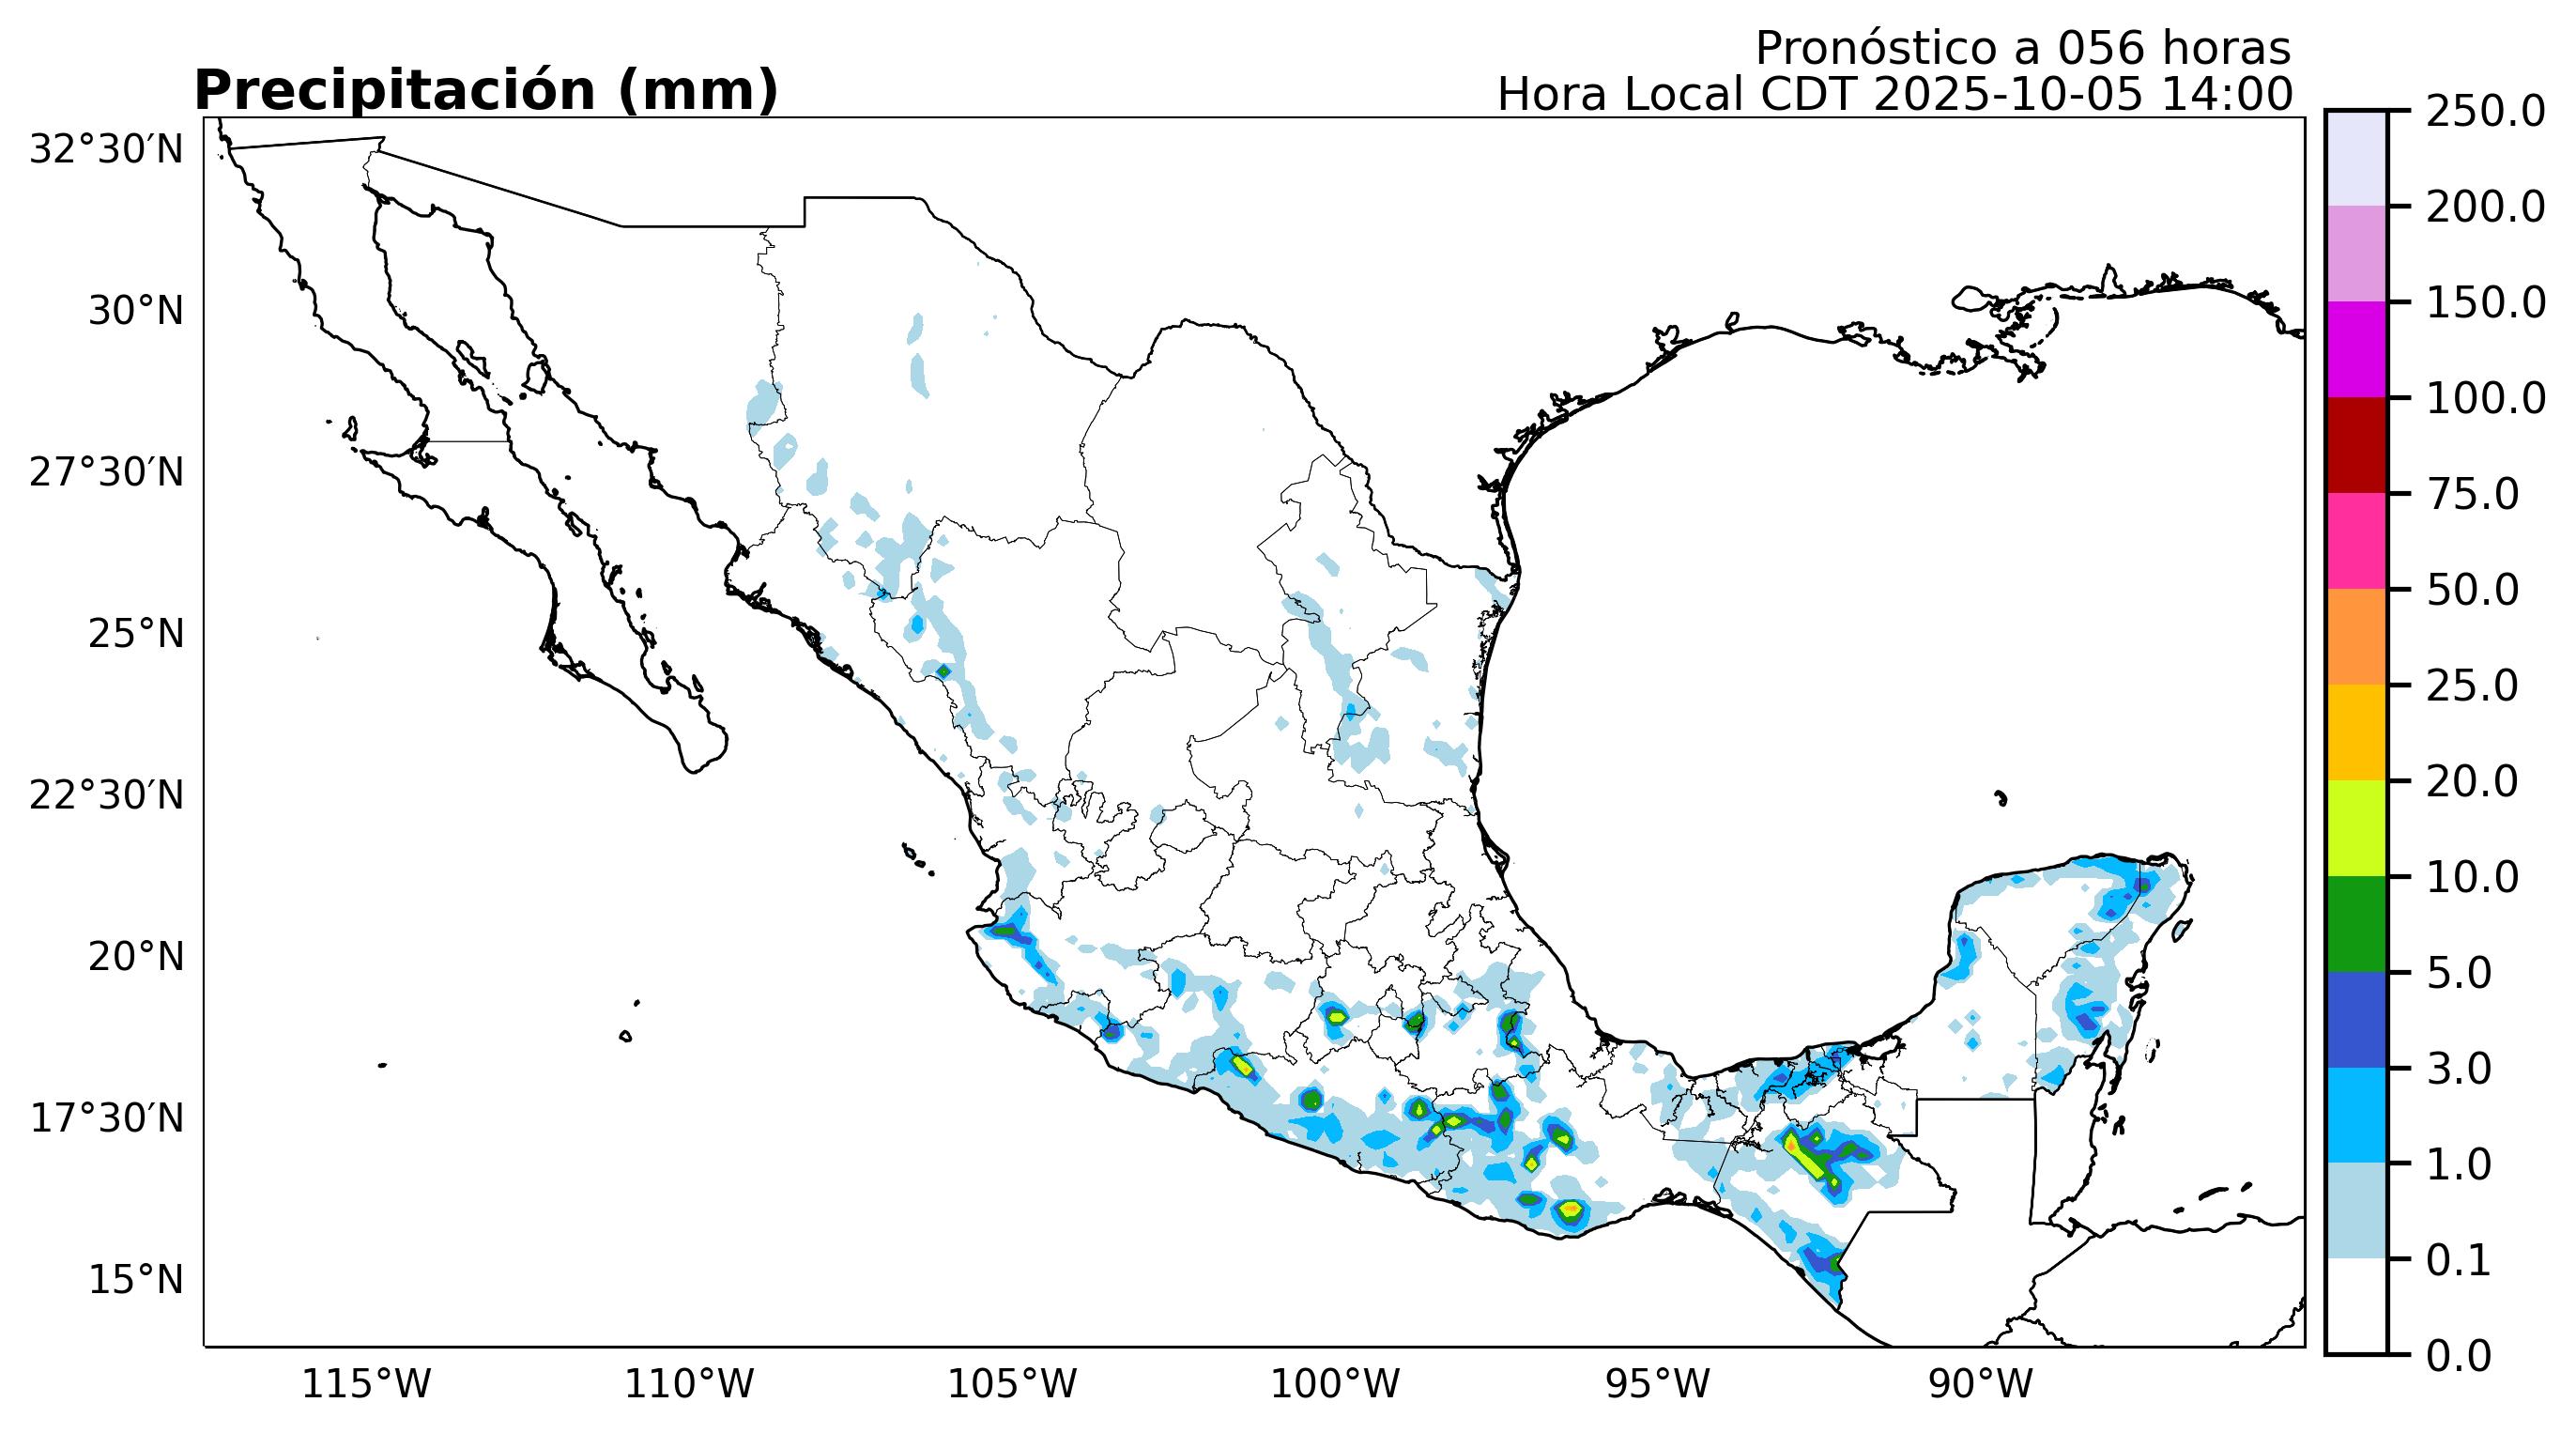 Pronóstico a 056 horas
Precipitación (mm)
Hora Local CDT 2025-10-05 14:00
32°30′N
30°N
27°30′N
25°N
22°30′N
20°N
17°30′N
15°N
115°W
110°W
105°W
100°W
95°W
90°W
250.0
200.0
150.0
100.0
75.0
50.0
25.0
20.0
10.0
5.0
3.0
1.0
0.1
0.0